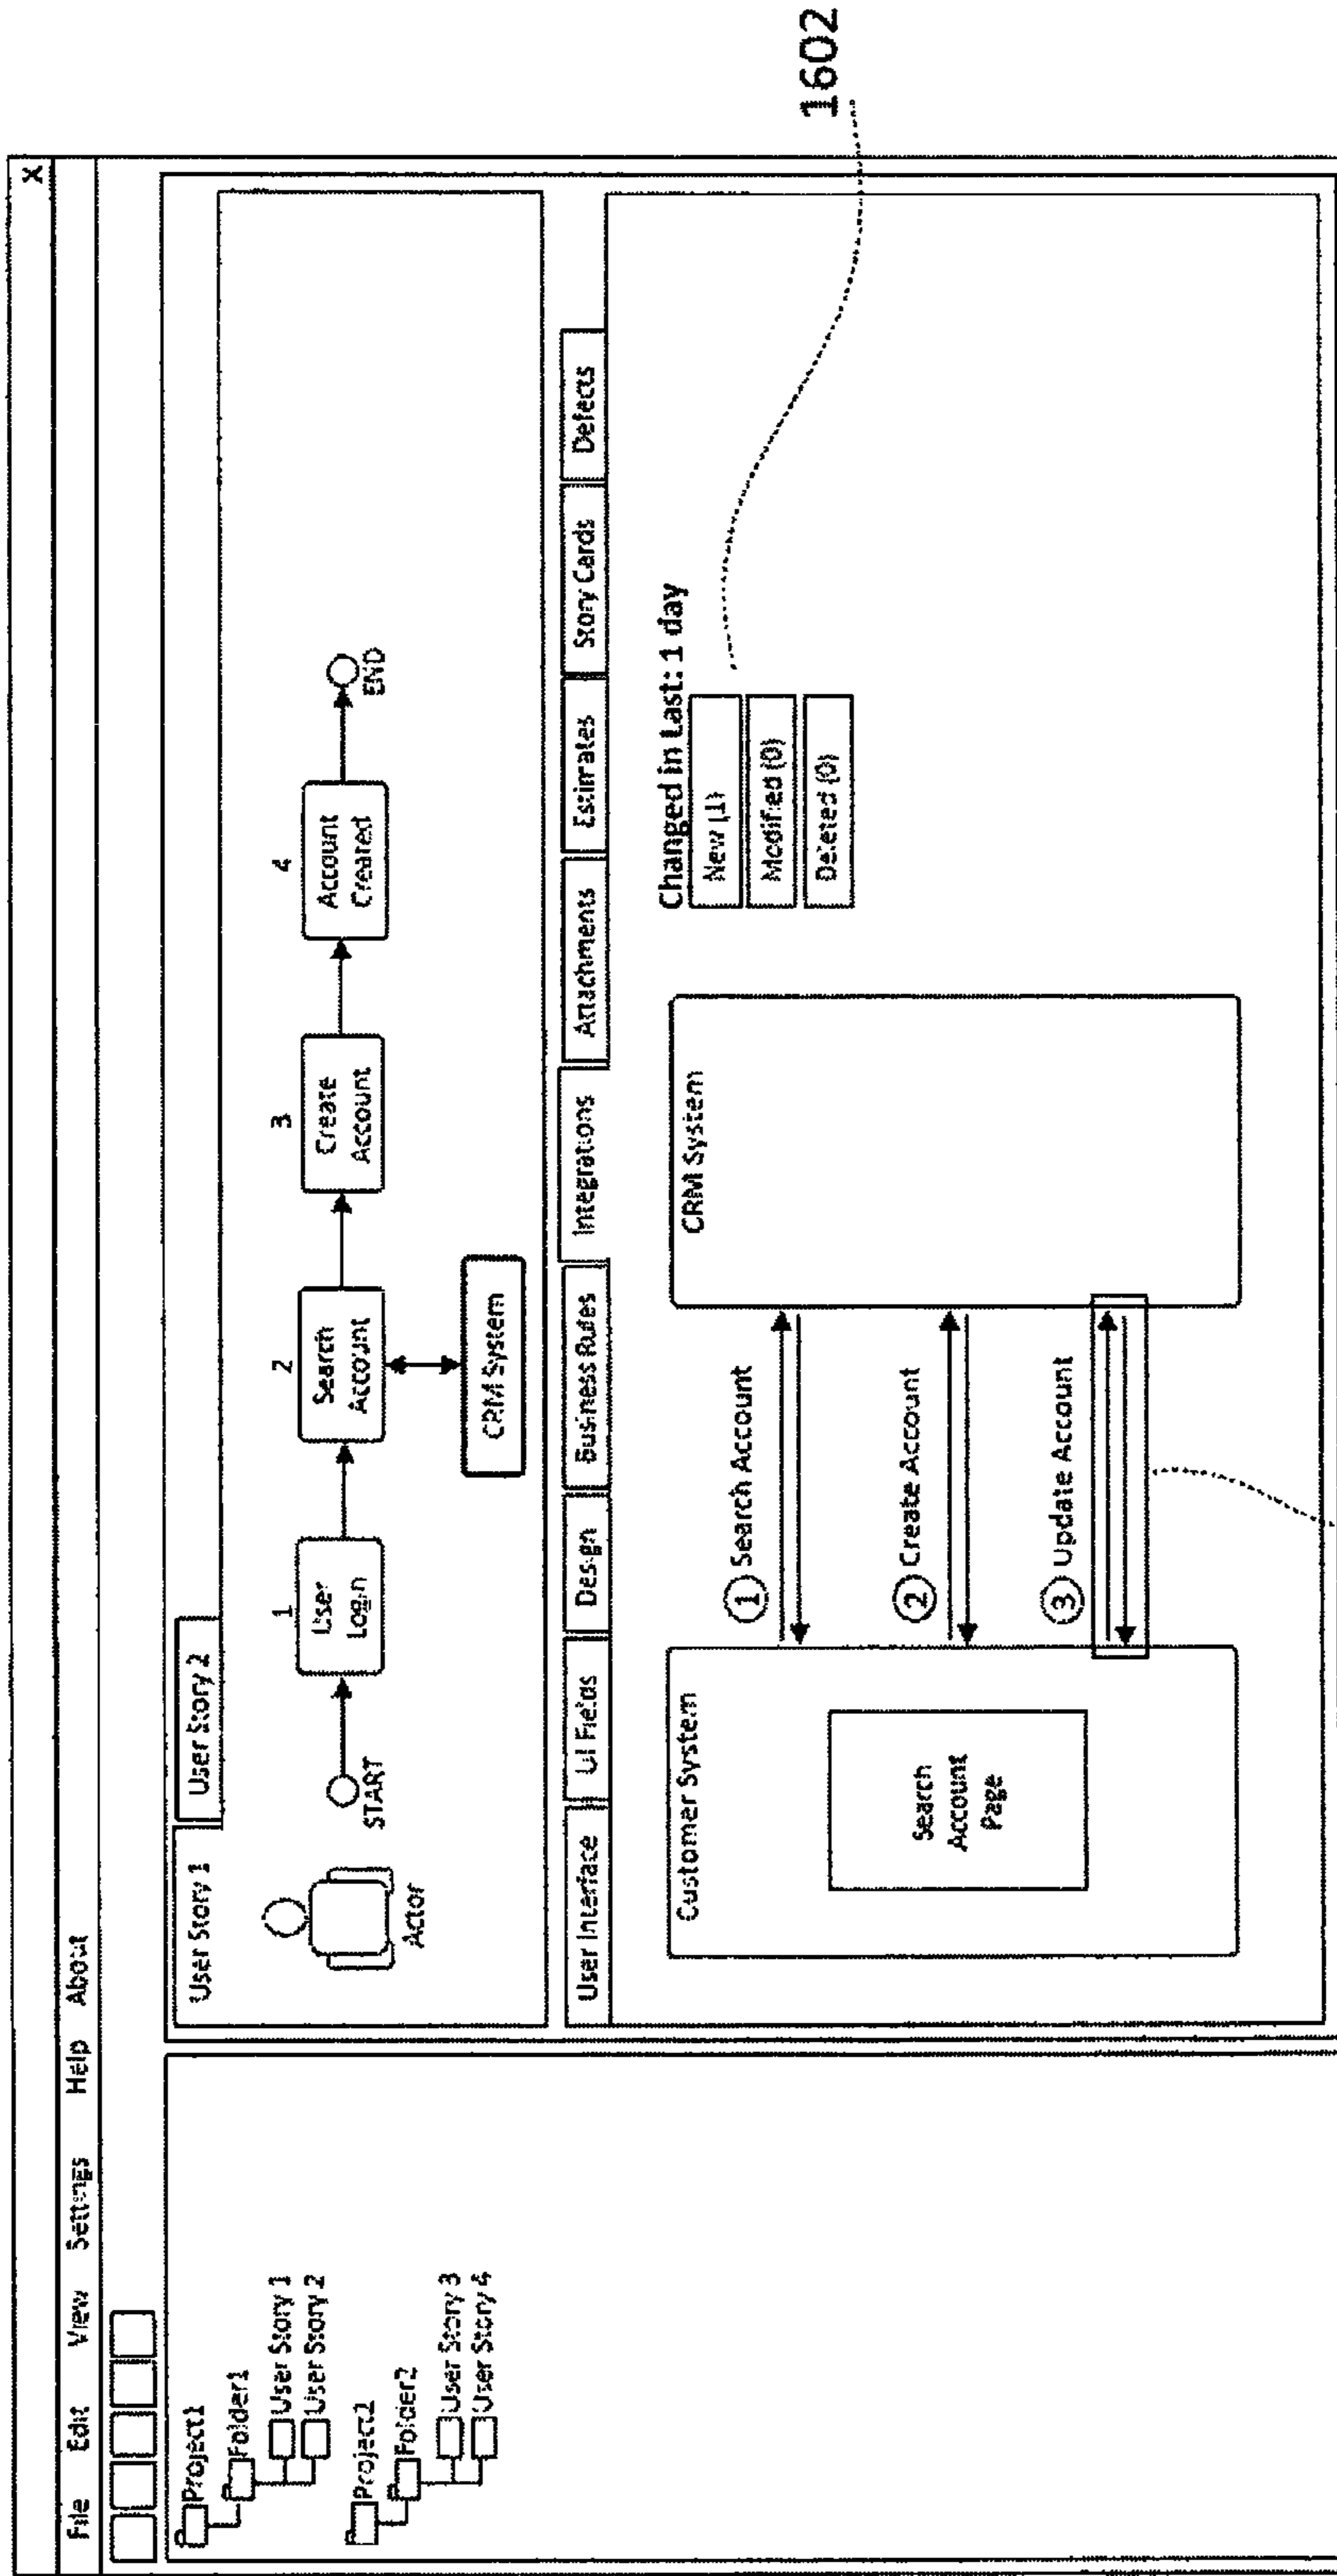 X
File Edit View Settings Help About
Project1
Folder1
User Story 1
User Story 2
Project2
Folder2
User Story 3
User Story 4
User Story 1
User Story 2
Actor
START
1
User
Login
2
Search
Account
CRM System
3
Create
Account
4
Account
Created
END
User Interface
UI Fields
Design
Business Rules
Integrations
Attachments
Estimates
Story Cards
Defects
Customer System
Search
Account
Page
1 Search Account
2 Create Account
3 Update Account
CRM System
Changed in Last: 1 day
New (1)
Modified (0)
Deleted (0)
1602